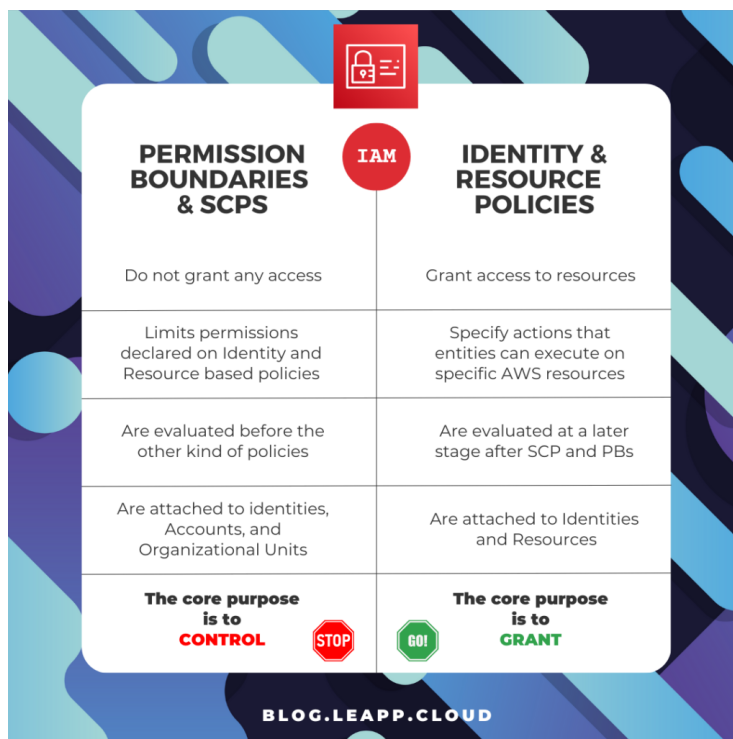 IAM
PERMISSION
BOUNDARIES
& SCPS
Do not grant any access
Limits permissions
declared on Identity and
Resource based policies
Are evaluated before the
other kind of policies
Are attached to identities,
Accounts, and
Organizational Units
The core purpose
is to
CONTROL
STOP
IDENTITY &
RESOURCE
POLICIES
Grant access to resources
Specify actions that
entities can execute on
specific AWS resources
Are evaluated at a later
stage after SCP and PBs
Are attached to Identities
and Resources
GO!
The core purpose
is to
GRANT
BLOG.LEAPP.CLOUD